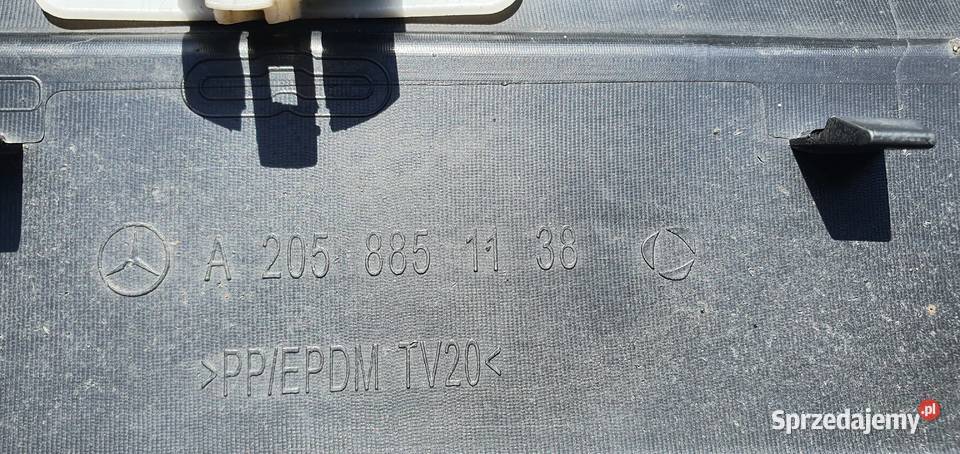 A 205 885 11 38
>PP/EPDM TV20<
Sprzedajemy.pl